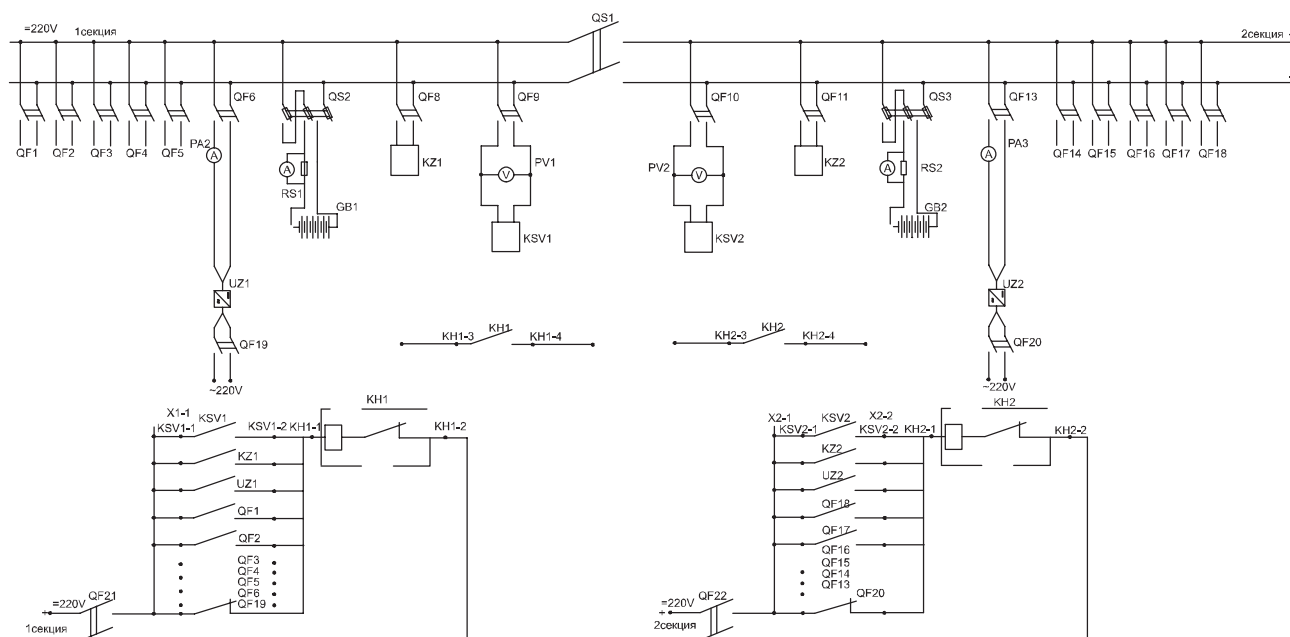 QS1
=220V 1секция 2секция
QF6 QS2 QF8 QF9 QF10 QF11 QS3 QF13
QF1 QF2 QF3 QF4 QF5 PA2 PA3 QF14 QF15 QF16 QF17 QF18
A A
KZ1 PV1 V PV2 V KZ2
A RS1 A RS2
GB1 GB2
KSV1 KSV2
UZ1 UZ2
KH1 KH2
KH1-3 KH1-4 KH2-3 KH2-4
QF19 QF20
~220V ~220V
KH1 KH2
X1-1 KSV1 X2-1 KSV2 X2-2
KSV1-1 KSV1-2 KH1-1 KH1-2 KSV2-1 KSV2-2 KH2-1 KH2-2
KZ1 KZ2
UZ1 UZ2
QF1 QF18
QF2 QF17
QF3 QF16
QF4 QF15
QF5 QF14
QF6 QF13
QF19 QF20
+ =220V QF21 + =220V QF22
1секция 2секция